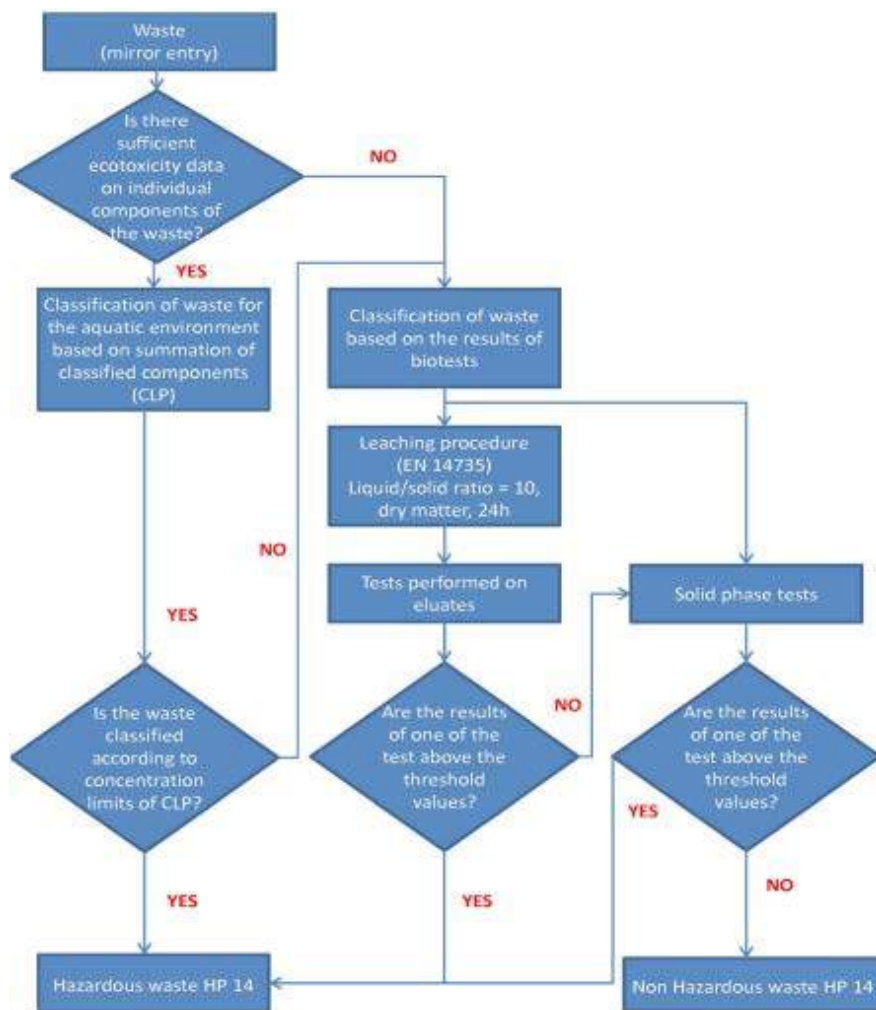 Waste
(mirror entry)
Is there
sufficient
ecotoxicity data
on individual
components of
the waste?
NO
YES
Classification of waste for
the aquatic environment
based on summation of
classified components
(CLP)
Classification of waste
based on the results of
biotests
Leaching procedure
(EN 14735)
Liquid/solid ratio = 10,
dry matter, 24h
NO
Tests performed on
eluates
Solid phase tests
YES
Is the waste
classified
according to
concentration
limits of CLP?
Are the results
of one of the
test above the
threshold
values?
NO
Are the results
of one of the
test above the
threshold
values?
YES
YES
YES
NO
Hazardous waste HP 14
Non Hazardous waste HP 14